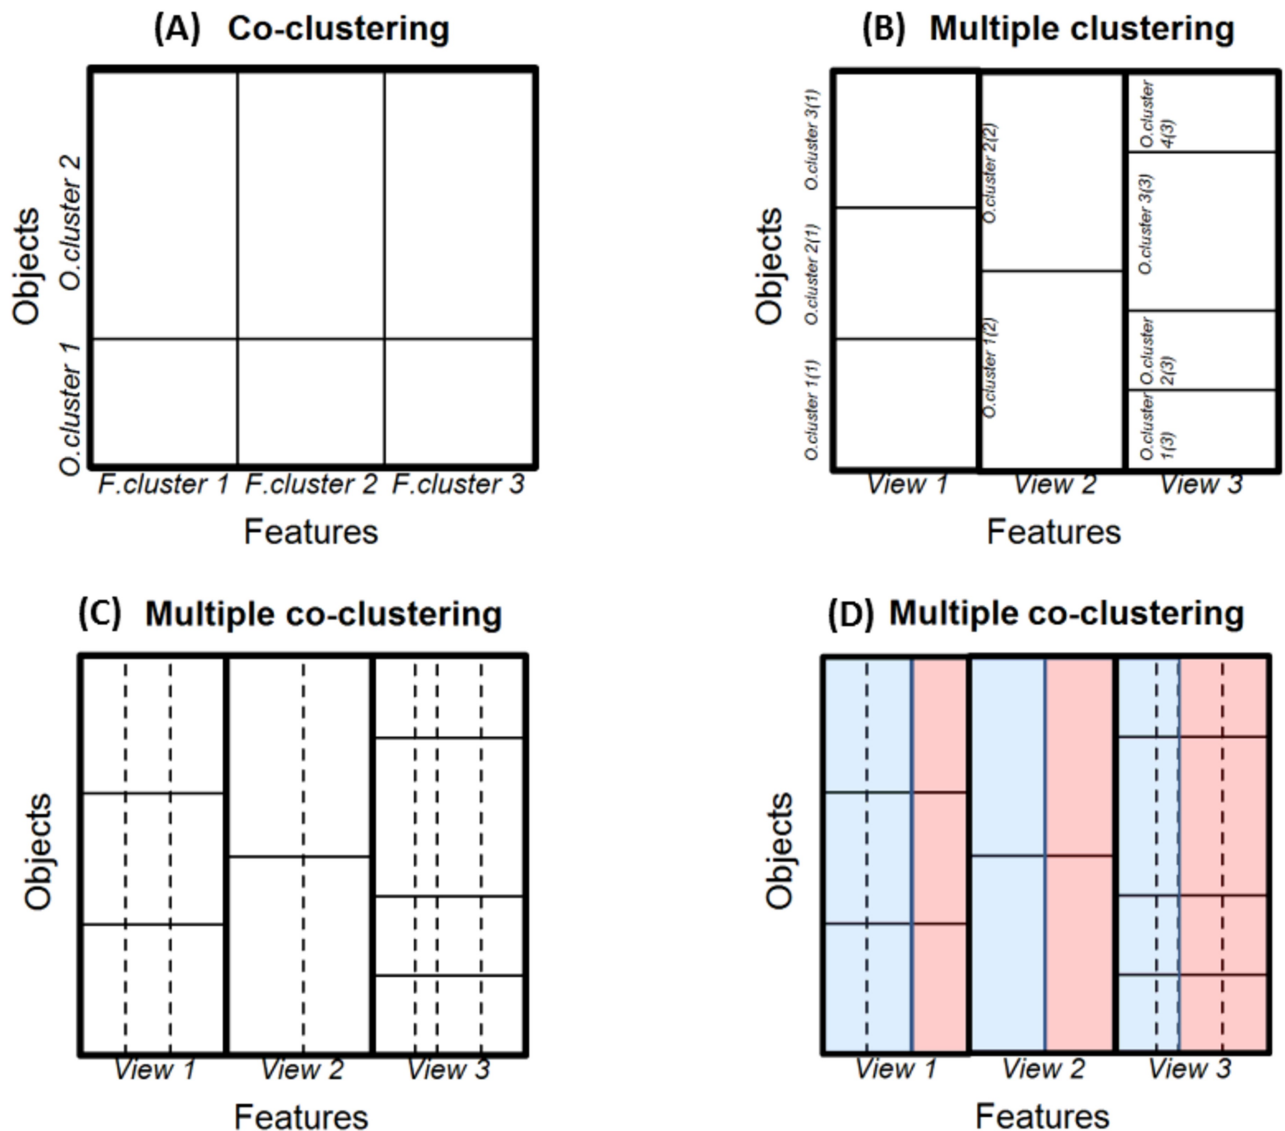 (A) Co-clustering
Objects
O.cluster 2
O.cluster 1
F.cluster 1 F.cluster 2 F.cluster 3
Features
(B) Multiple clustering
Objects
O.cluster 3(1)
O.cluster 2(1)
O.cluster 1(1)
O.cluster 2(2)
O.cluster 1(2)
O.cluster
4(3)
O.cluster 3(3)
O.cluster
2(3)
O.cluster
1(3)
View 1 View 2 View 3
Features
(C) Multiple co-clustering
Objects
View 1 View 2 View 3
Features
(D) Multiple co-clustering
Objects
View 1 View 2 View 3
Features